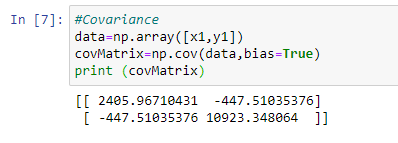 In [7]: #Covariance
data=np.array([x1,y1])
covMatrix=np.cov(data,bias=True)
print (covMatrix)
[[ 2405.96710431 -447.51035376]
[ -447.51035376 10923.348064 ]]